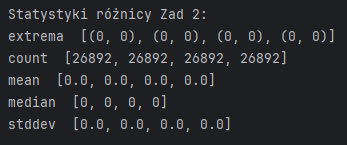 Statystyki różnicy Zad 2:
extrema  [(0, 0), (0, 0), (0, 0), (0, 0)]
count  [26892, 26892, 26892, 26892]
mean  [0.0, 0.0, 0.0, 0.0]
median  [0, 0, 0, 0]
stddev  [0.0, 0.0, 0.0, 0.0]